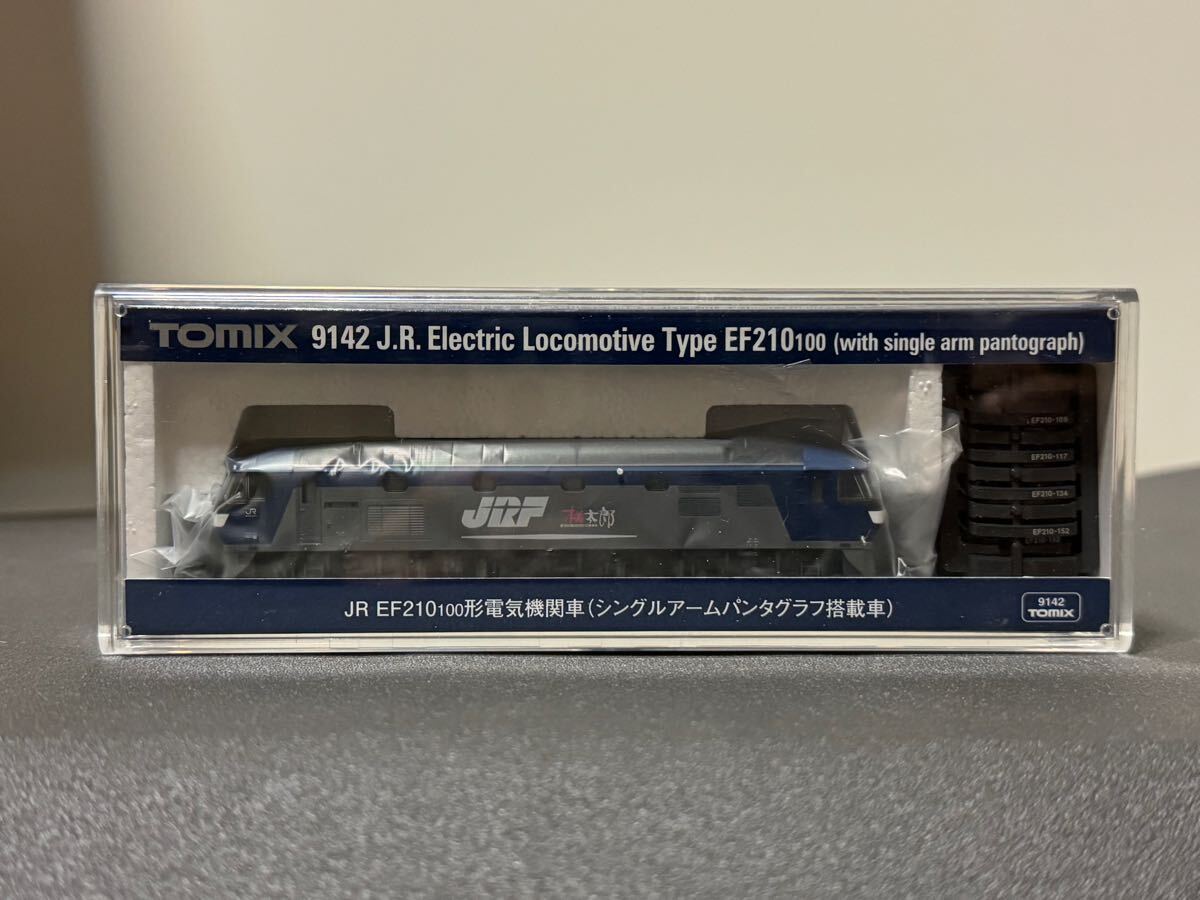 TOMIX 9142 J.R. Electric Locomotive Type EF210100 (with single arm pantograph)
JR
JRF
桃太郎
EF210-117
EF210-134
EF210-152
JR EF210100形電気機関車(シングルアームパンタグラフ搭載車)
9142
TOMIX